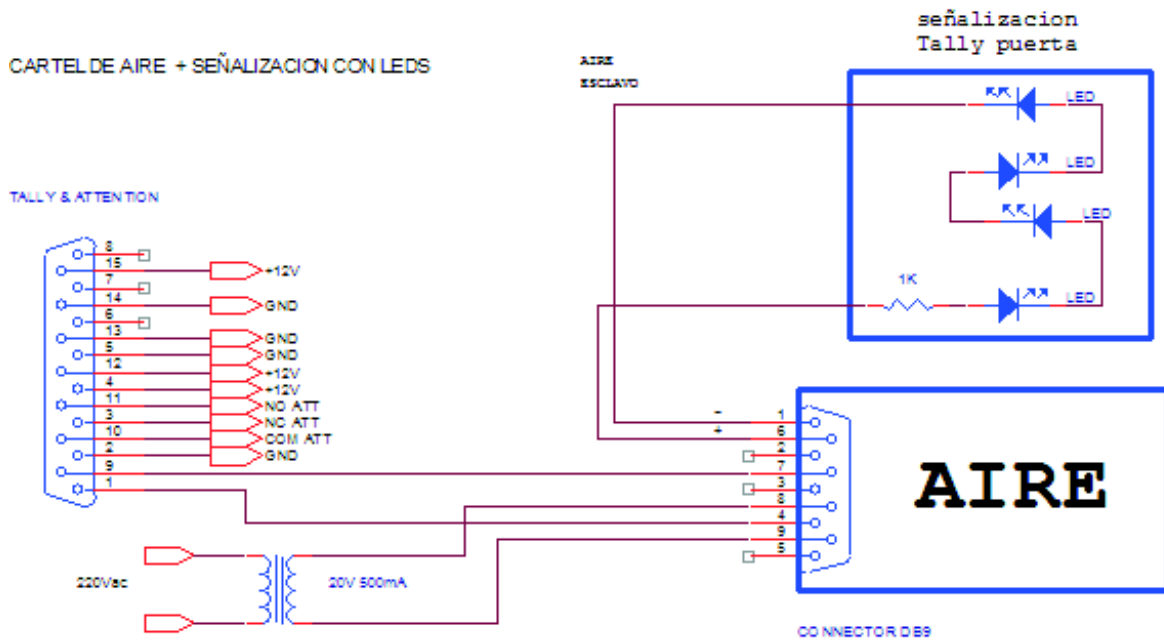 CARTEL DE AIRE + SEÑALIZACION CON LEDS
AIRE
ESCLAVO
señalizacion
Tally puerta
LED
LED
LED
1K
LED
TALLY & ATTENTION
8
15
+12V
7
14
GND
6
13
GND
5
GND
12
+12V
4
+12V
11
NO ATT
3
NC ATT
10
COM ATT
2
GND
9
1
220Vac
20V 500mA
-
+
1
6
2
7
3
8
4
9
5
AIRE
CONNECTOR DB9